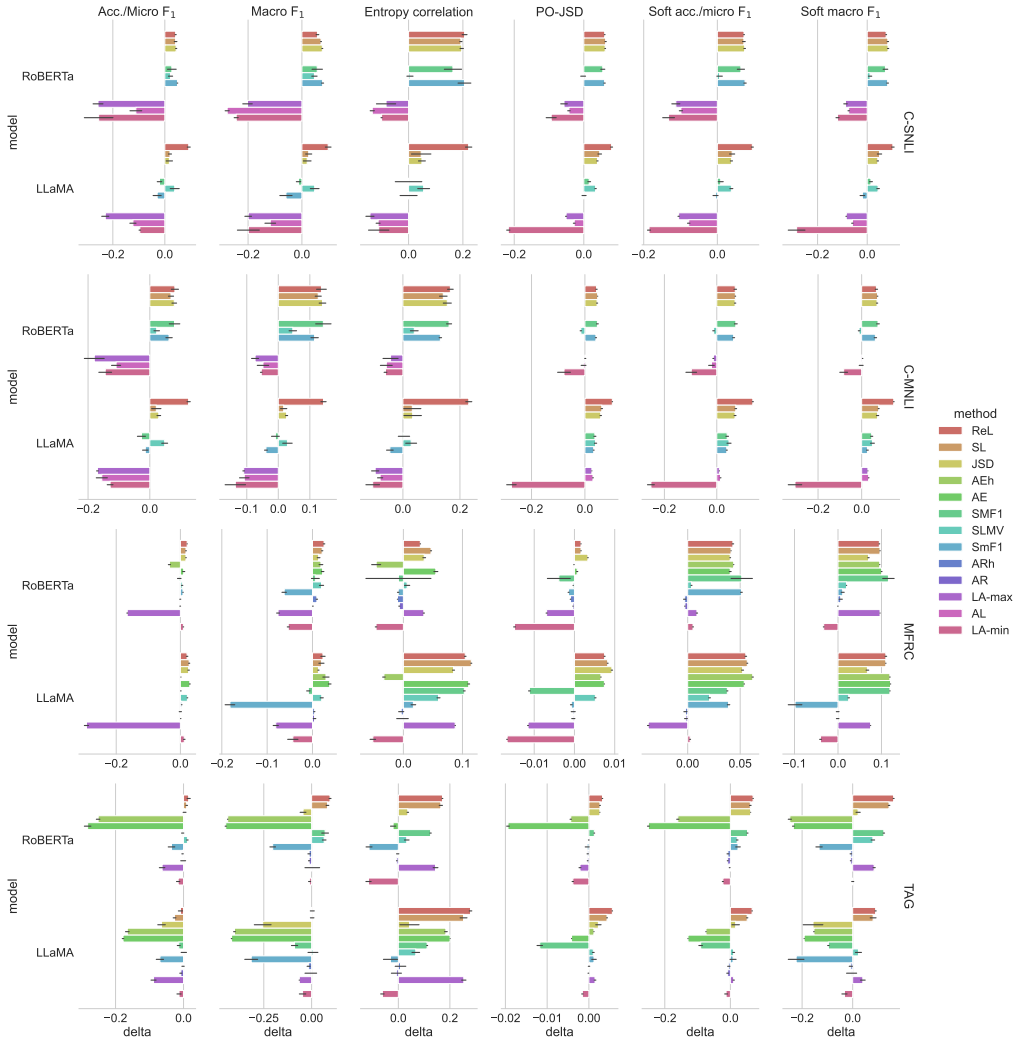 Acc./Micro F1 Macro F1 Entropy correlation PO-JSD Soft acc./micro F1 Soft macro F1
model
RoBERTa
LLaMA
C-SNLI
−0.2 0.0 −0.2 0.0 0.0 0.2 −0.2 0.0 −0.2 0.0 −0.2 0.0
model
RoBERTa
LLaMA
C-MNLI
−0.2 −0.1 0.0 0.1 −0.1 0.0 0.1 0.0 0.1 0.2 −0.2 0.0 −0.2 0.0 −0.2 0.0
model
RoBERTa
LLaMA
MFRC
−0.2 0.0 −0.2 −0.1 0.0 0.0 0.1 −0.01 0.00 0.01 0.00 0.05 −0.1 0.0 0.1
model
RoBERTa
LLaMA
TAG
−0.2 0.0 −0.25 0.00 0.0 0.2 −0.02 −0.01 0.00 −0.2 0.0 −0.2 0.0
delta delta delta delta delta delta
method
ReL
SL
JSD
AEh
AE
SMF1
SLMV
SmF1
ARh
AR
LA-max
AL
LA-min